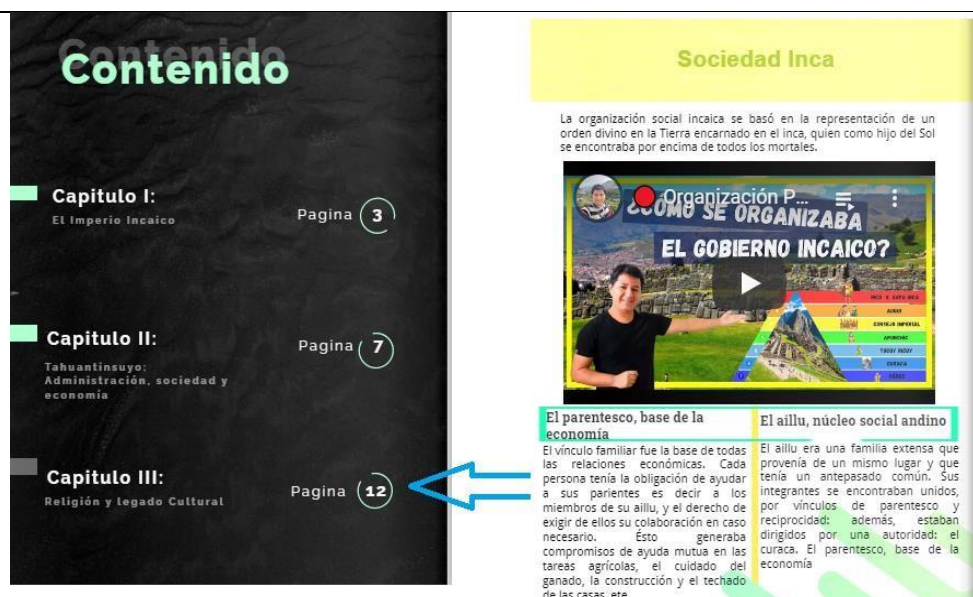 Contenido
Contenido
Capitulo I:
El Imperio Incaico
Pagina 3
Capitulo II:
Tahuantinsuyo:
Administración, sociedad y
economía
Pagina 7
Capitulo III:
Religión y legado Cultural
Pagina 12
Sociedad Inca
La organización social incaica se basó en la representación de un
orden divino en la Tierra encarnado en el inca, quien como hijo del Sol
se encontraba por encima de todos los mortales.
Organización P...
¿CÓMO SE ORGANIZABA
EL GOBIERNO INCAICO?
CONSEJO IMPERIAL
APUNCHIC
CURACA
El parentesco, base de la
economía
El vínculo familiar fue la base de todas
las relaciones económicas. Cada
persona tenía la obligación de ayudar
a sus parientes es decir a los
miembros de su aillu, y el derecho de
exigir de ellos su colaboración en caso
necesario. Ésto generaba
compromisos de ayuda mutua en las
tareas agrícolas, el cuidado del
ganado, la construcción y el techado
de las casas, ete
El aillu, núcleo social andino
El aillu era una familia extensa que
provenía de un mismo lugar y que
tenía un antepasado común. Sus
integrantes se encontraban unidos,
por vínculos de parentesco y
reciprocidad: además, estaban
dirigidos por una autoridad: el
curaca. El parentesco, base de la
economía